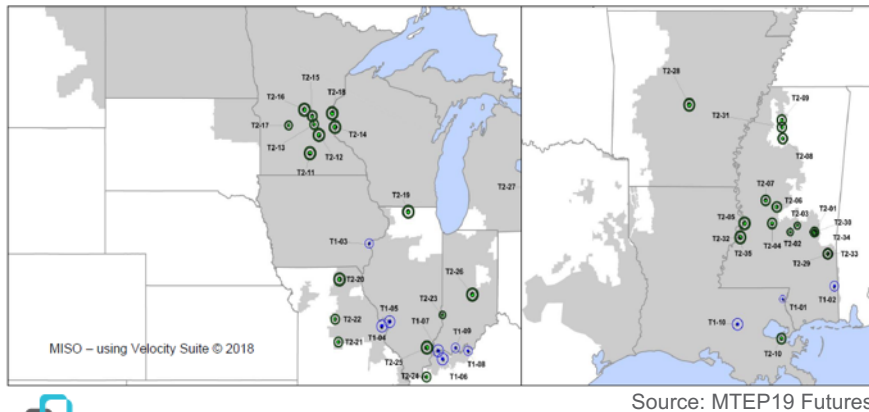 T2-15
T2-16
T2-18
T2-17
T2-14
T2-13
T2-12
T2-11
T2-27
T2-19
T1-03
T2-26
T2-20
T2-23
T1-05
T2-22
T1-07
T1-09
T1-04
T2-21
MISO – using Velocity Suite © 2018
T2-25
T1-08
T2-24
T1-06
T2-28
T2-09
T2-31
T2-08
T2-07
T2-06
T2-01
T2-03
T2-05
T2-30
T2-32
T2-04
T2-02
T2-34
T2-35
T2-29
T2-33
T1-01
T1-02
T1-10
T2-10
Source: MTEP19 Futures